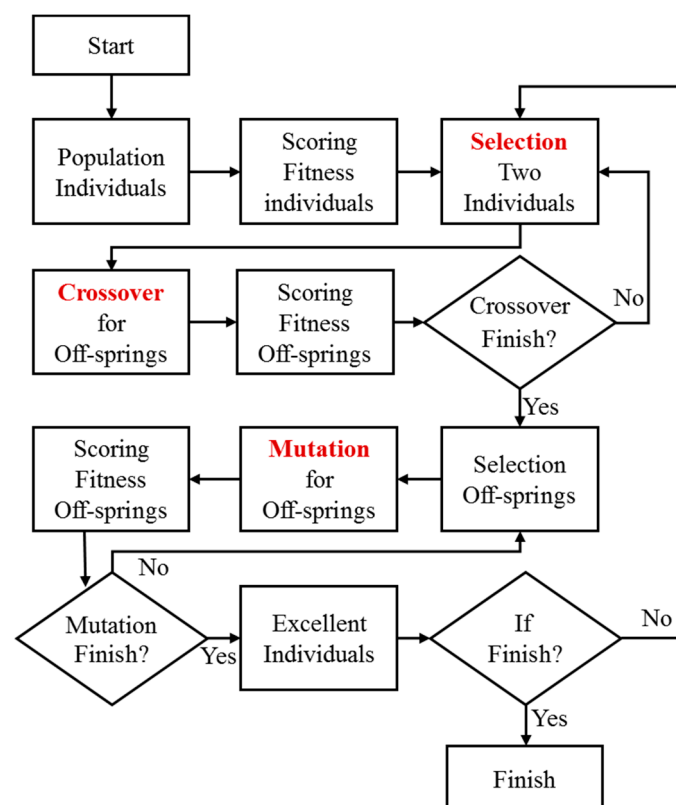 Start
Population
Individuals
Scoring
Fitness
individuals
Selection
Two
Individuals
Crossover
for
Off-springs
Scoring
Fitness
Off-springs
Crossover
Finish?
No
Yes
Scoring
Fitness
Off-springs
Mutation
for
Off-springs
Selection
Off-springs
No
Mutation
Finish?
Yes
Excellent
Individuals
If
Finish?
No
Yes
Finish